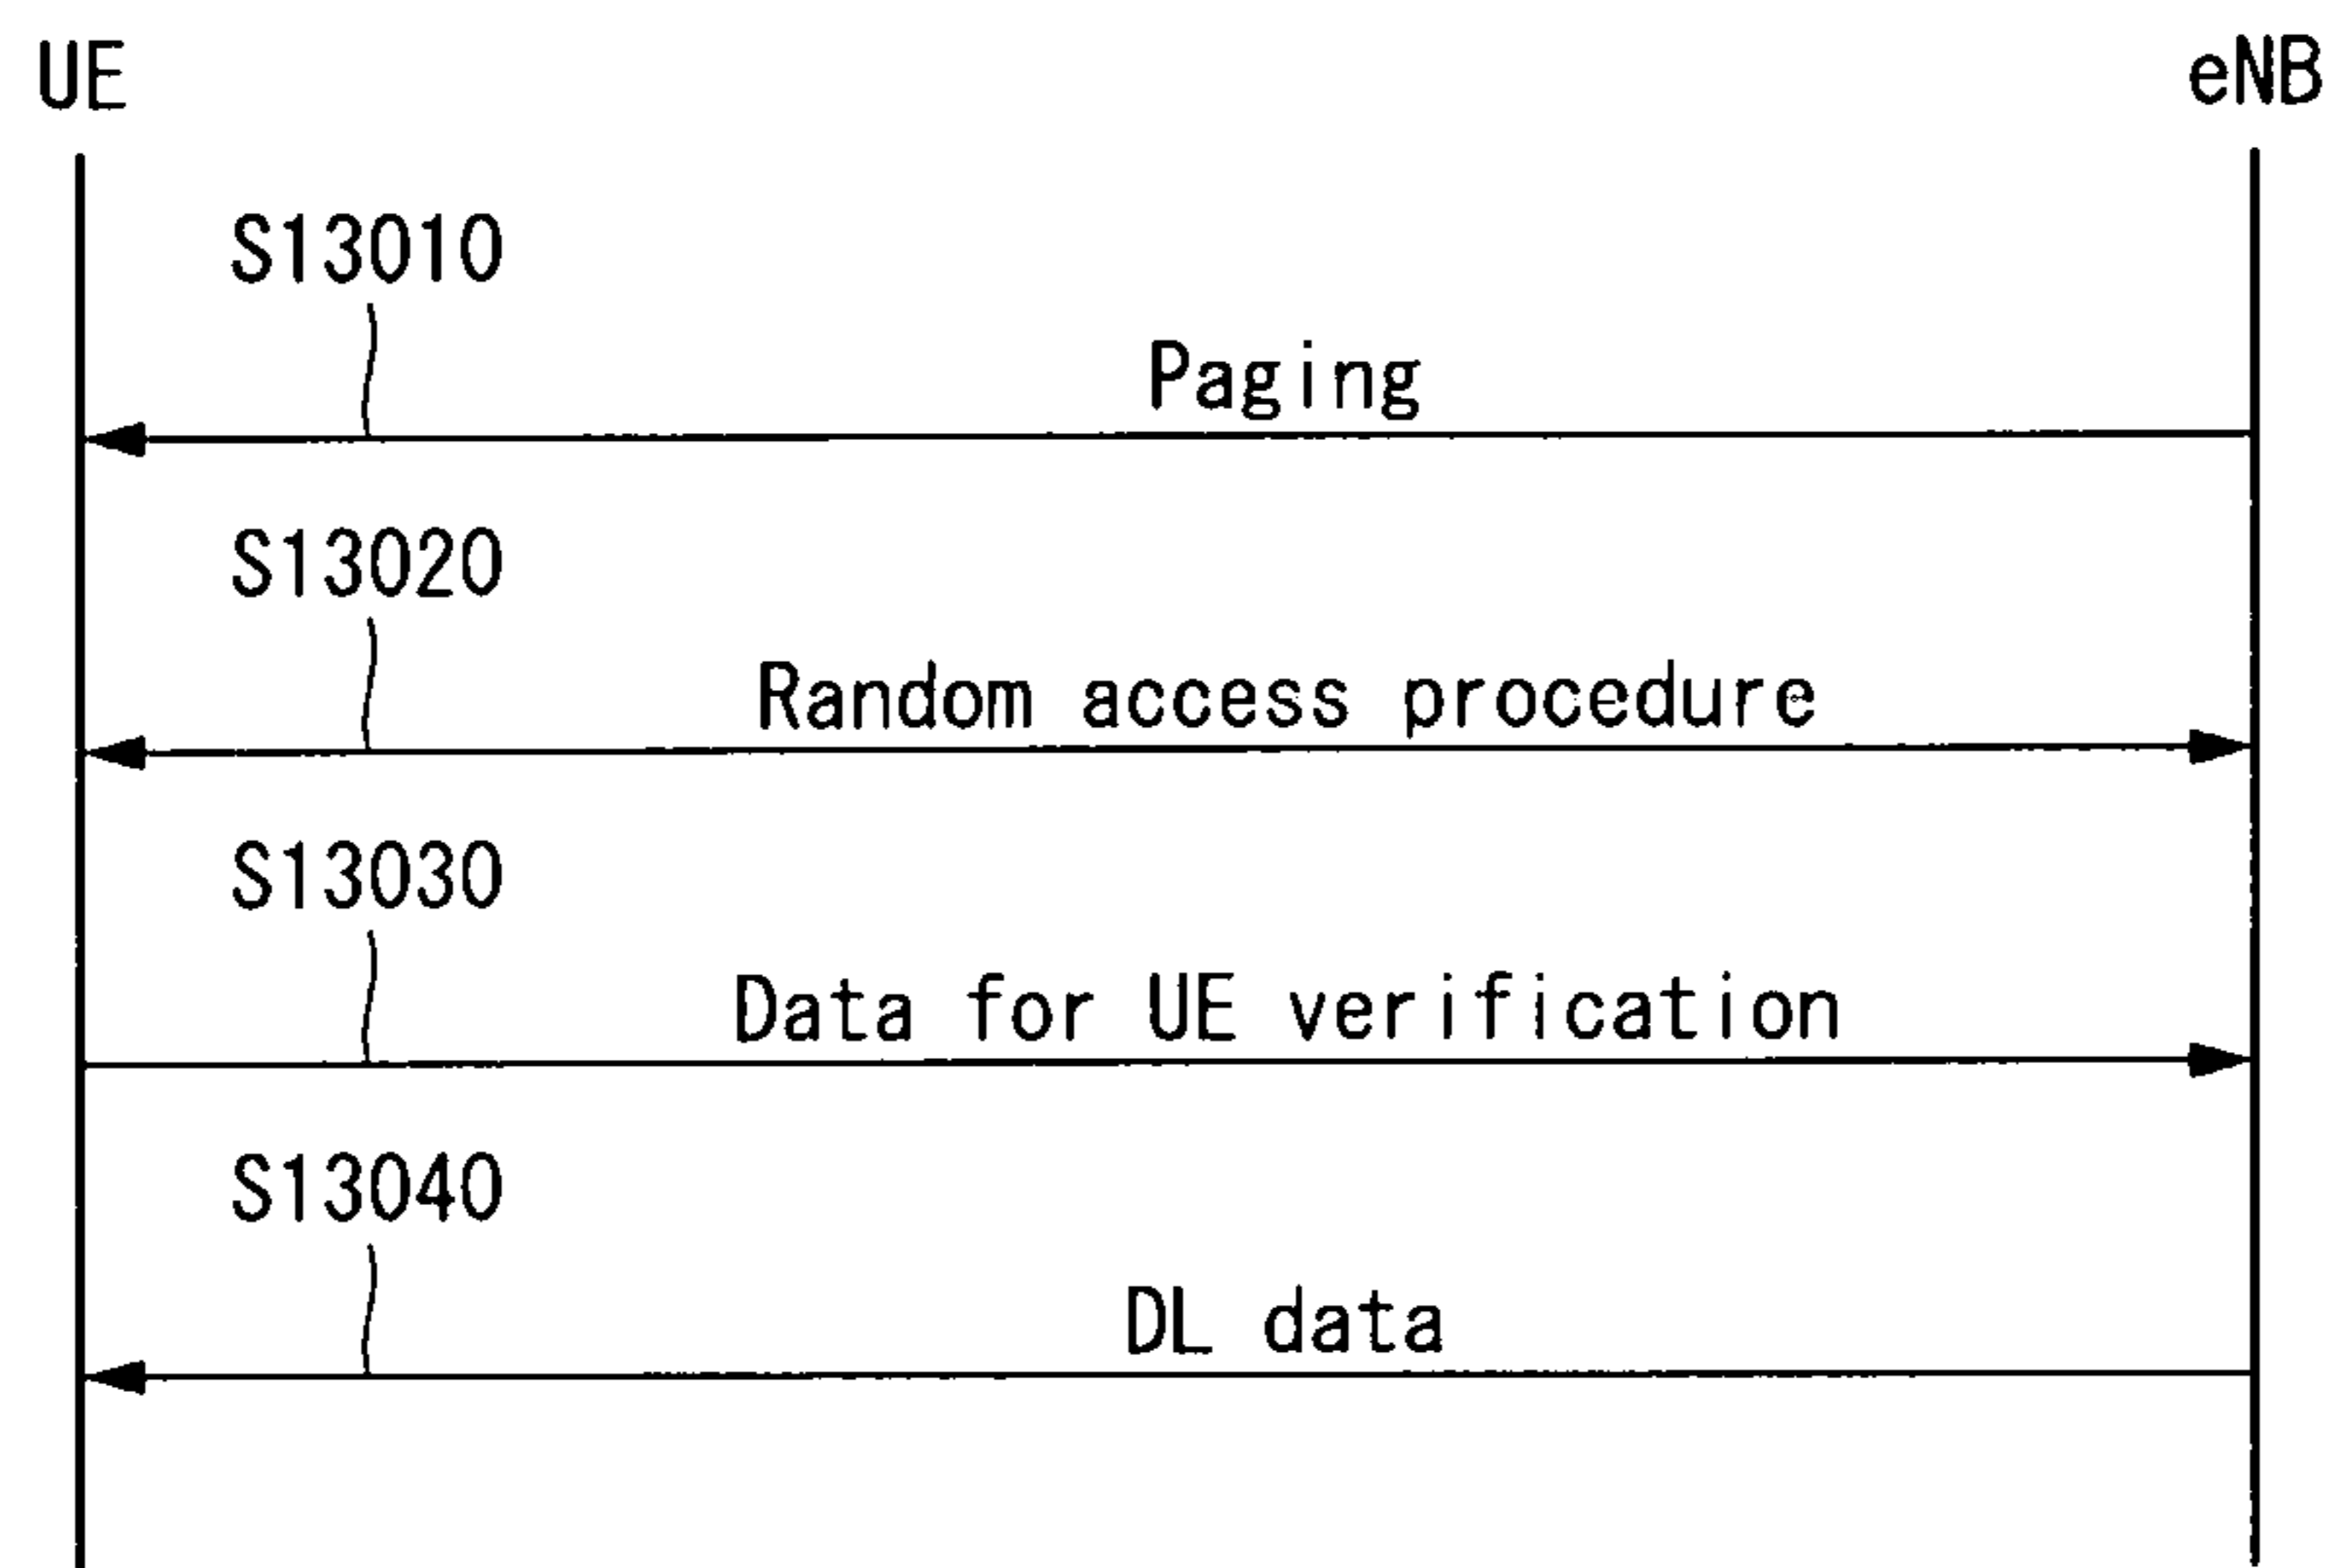 UE eNB
S13010
Paging
S13020
Random access procedure
S13030
Data for UE verification
S13040
DL data